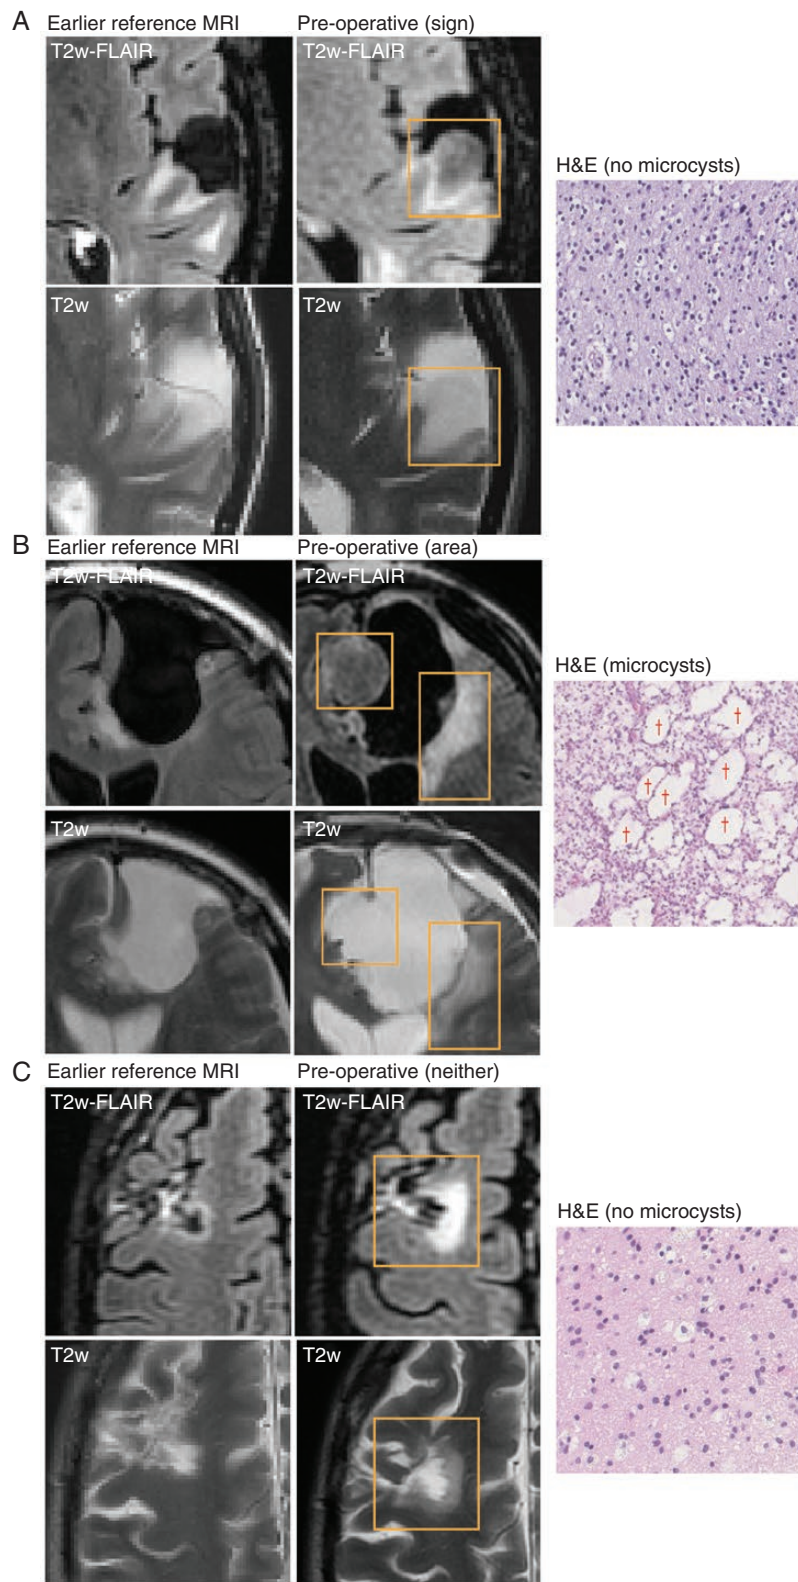 A
Earlier reference MRI
Pre-operative (sign)
T2w-FLAIR
T2w-FLAIR
H&E (no microcysts)
T2w
T2w
B
Earlier reference MRI
Pre-operative (area)
T2w-FLAIR
T2w-FLAIR
H&E (microcysts)
† † † † † † †
T2w
T2w
C
Earlier reference MRI
Pre-operative (neither)
T2w-FLAIR
T2w-FLAIR
H&E (no microcysts)
T2w
T2w